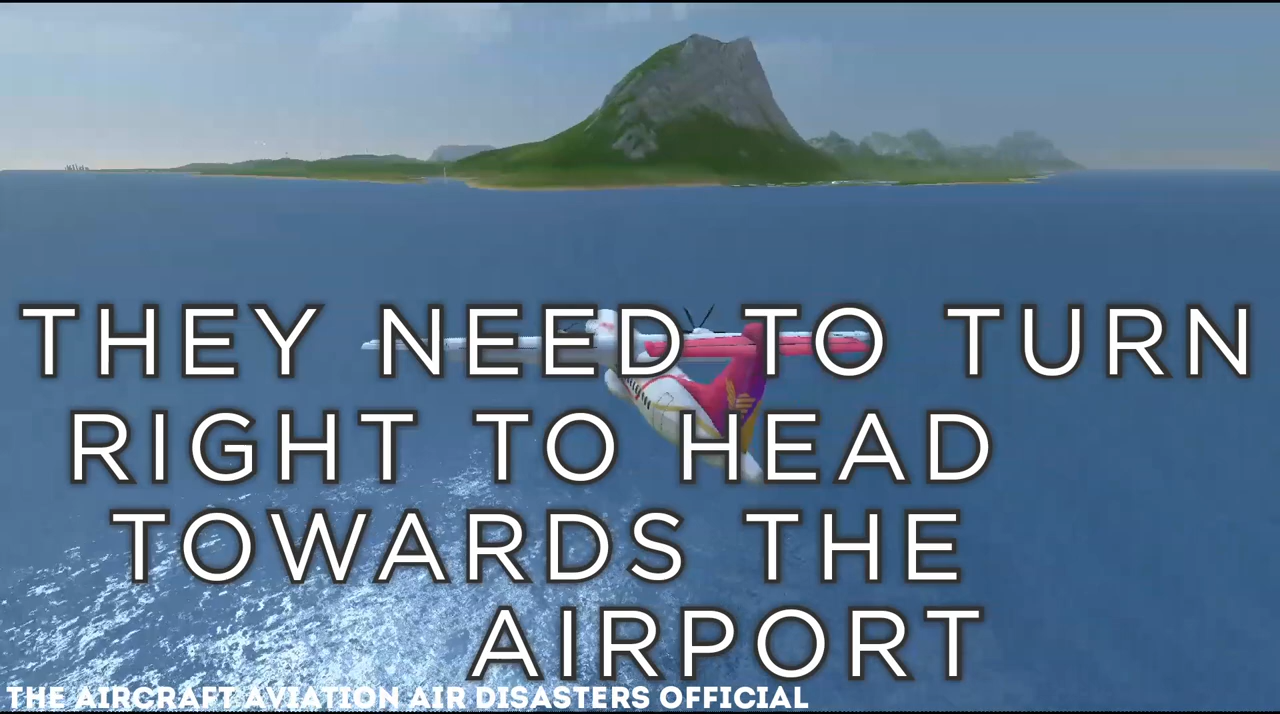 THEY NEED TO TURN
RIGHT TO HEAD
TOWARDS THE
AIRPORT
THE AIRCRAFT AVIATION AIR DISASTERS OFFICIAL